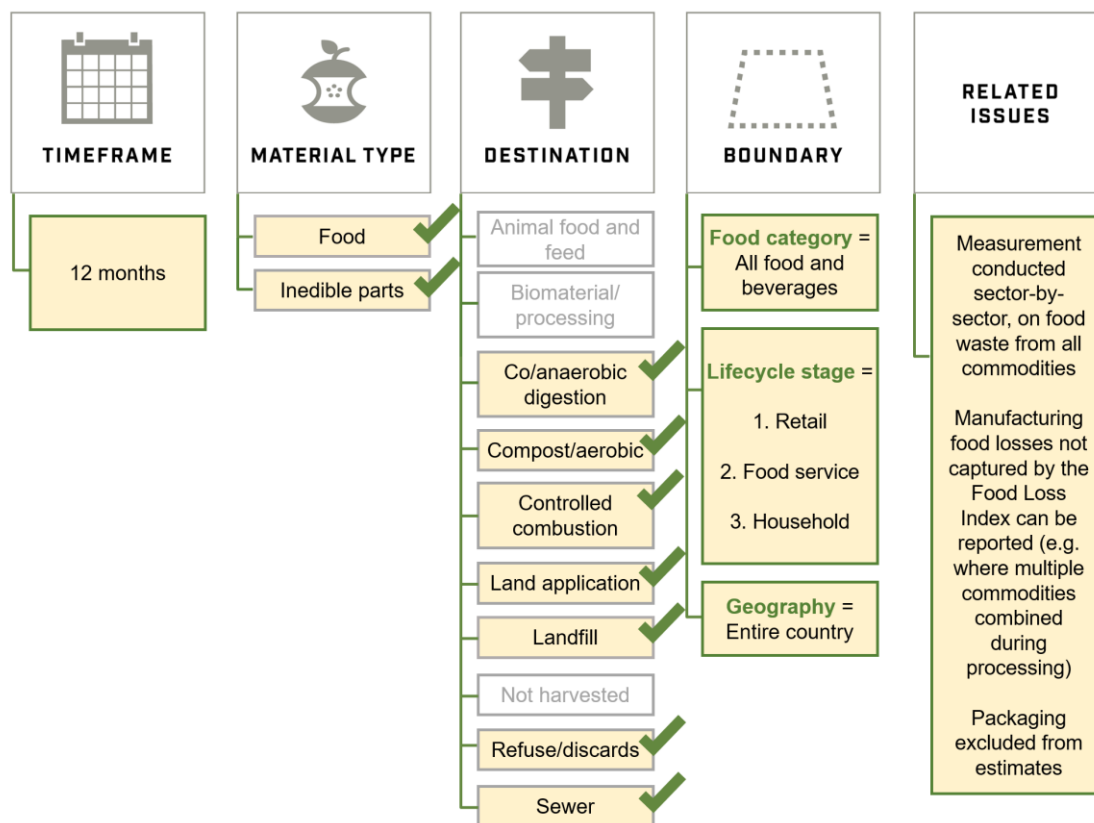 TIMEFRAME
12 months
MATERIAL TYPE
Food
Inedible parts
DESTINATION
Animal food and
feed
Biomaterial/
processing
Co/anaerobic
digestion
Compost/aerobic
Controlled
combustion
Land application
Landfill
Not harvested
Refuse/discards
Sewer
BOUNDARY
Food category =
All food and
beverages
Lifecycle stage =
1. Retail
2. Food service
3. Household
Geography =
Entire country
RELATED
ISSUES
Measurement
conducted
sector-by-
sector, on food
waste from all
commodities
Manufacturing
food losses not
captured by the
Food Loss
Index can be
reported (e.g.
where multiple
commodities
combined
during
processing)
Packaging
excluded from
estimates